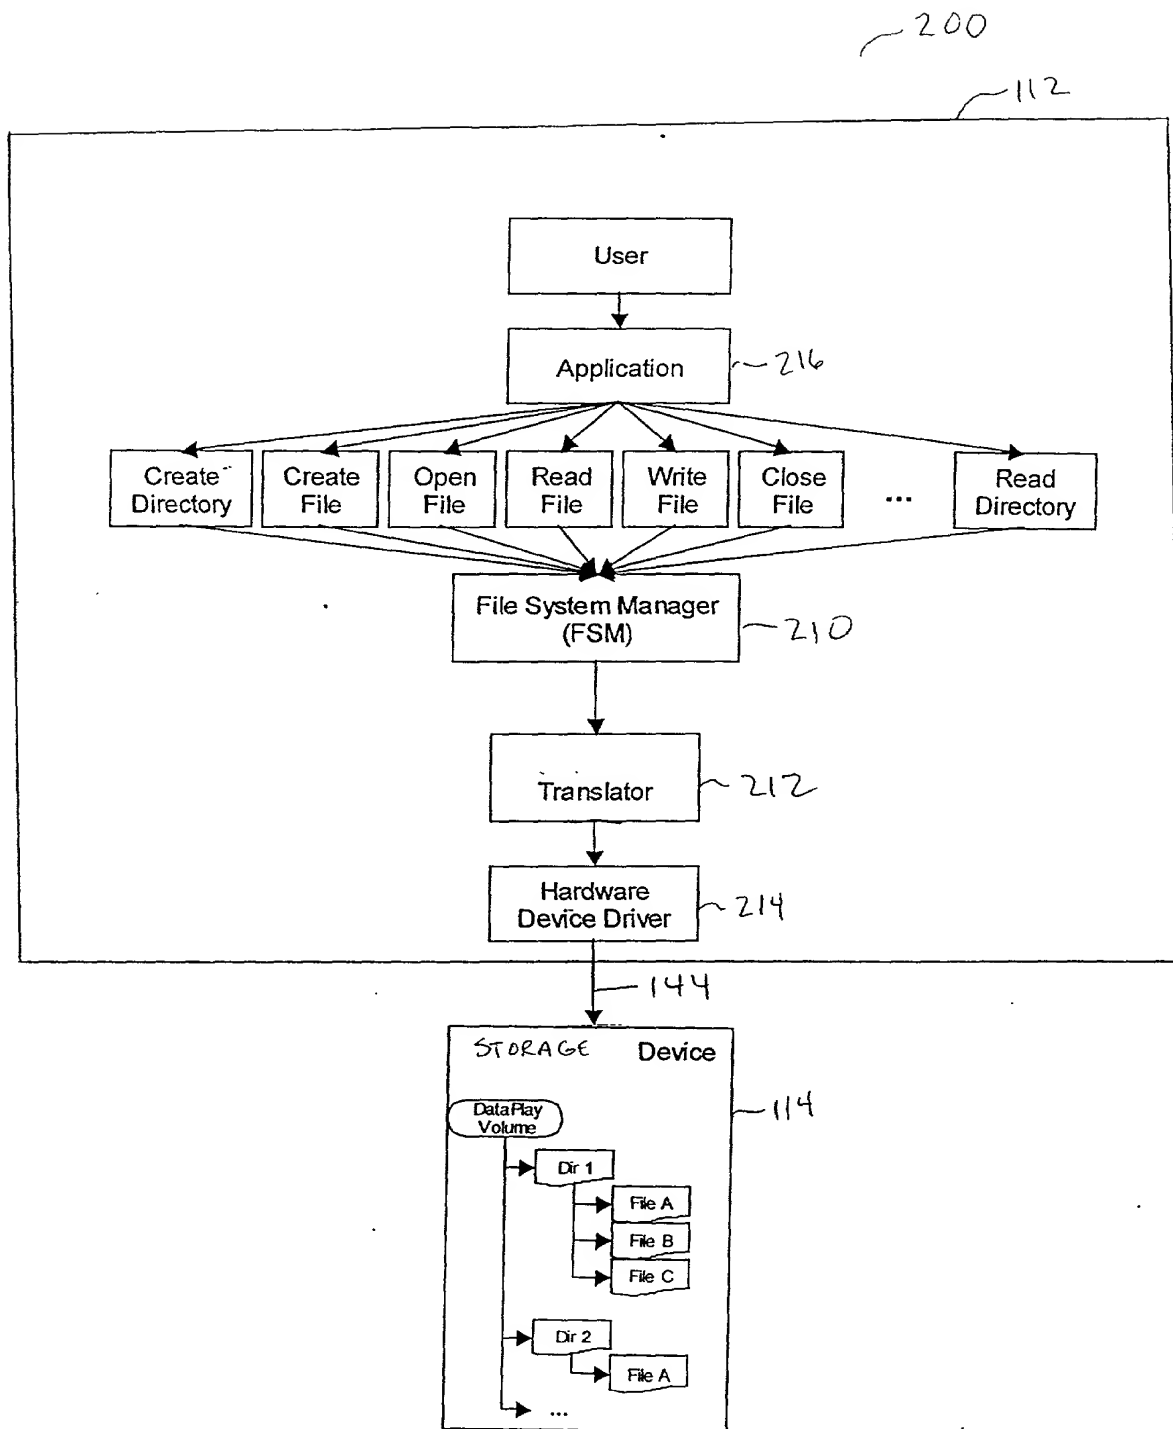 200
112
User
Application
216
Create
Directory
Create
File
Open
File
Read
File
Write
File
Close
File
...
Read
Directory
File System Manager
(FSM)
210
Translator
212
Hardware
Device Driver
214
144
STORAGE Device
114
DataPlay
Volume
Dir 1
File A
File B
File C
Dir 2
File A
...